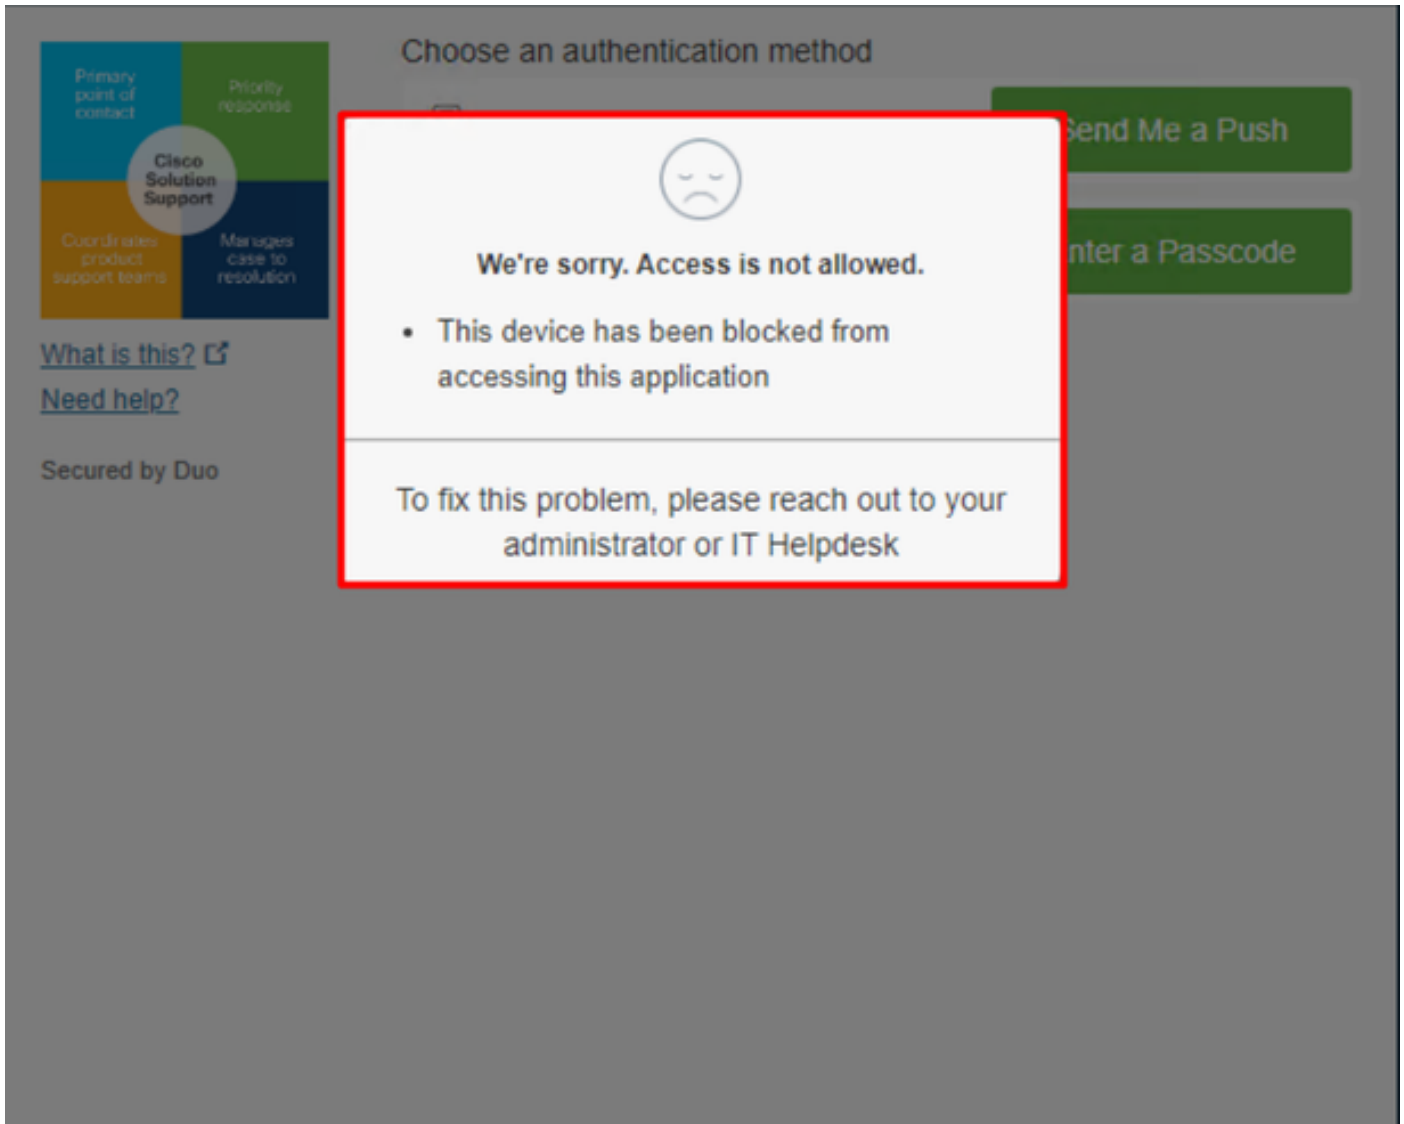 Choose an authentication method
Primary
point of
contact
Priority
response
Cisco
Solution
Support
Coordinates
product
support teams
Manages
case to
resolution
Send Me a Push
nter a Passcode
We're sorry. Access is not allowed.
• This device has been blocked from
accessing this application
To fix this problem, please reach out to your
administrator or IT Helpdesk
What is this?
Need help?
Secured by Duo